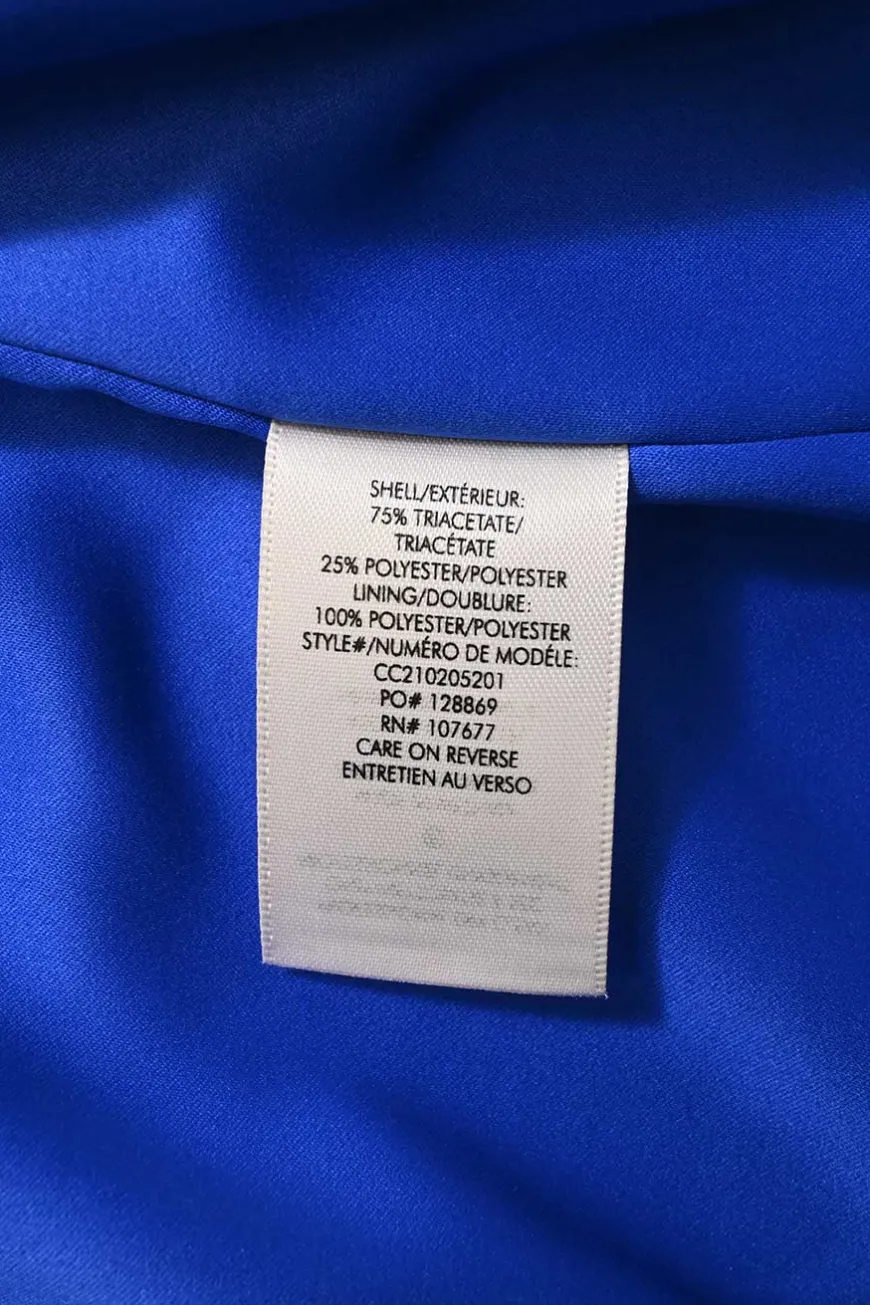 SHELL/EXTÉRIEUR:
75% TRIACETATE/
TRIACÉTATE
25% POLYESTER/POLYESTER
LINING/DOUBLURE:
100% POLYESTER/POLYESTER
STYLE#/NUMÉRO DE MODÉLE:
CC210205201
PO# 128869
RN# 107677
CARE ON REVERSE
ENTRETIEN AU VERSO